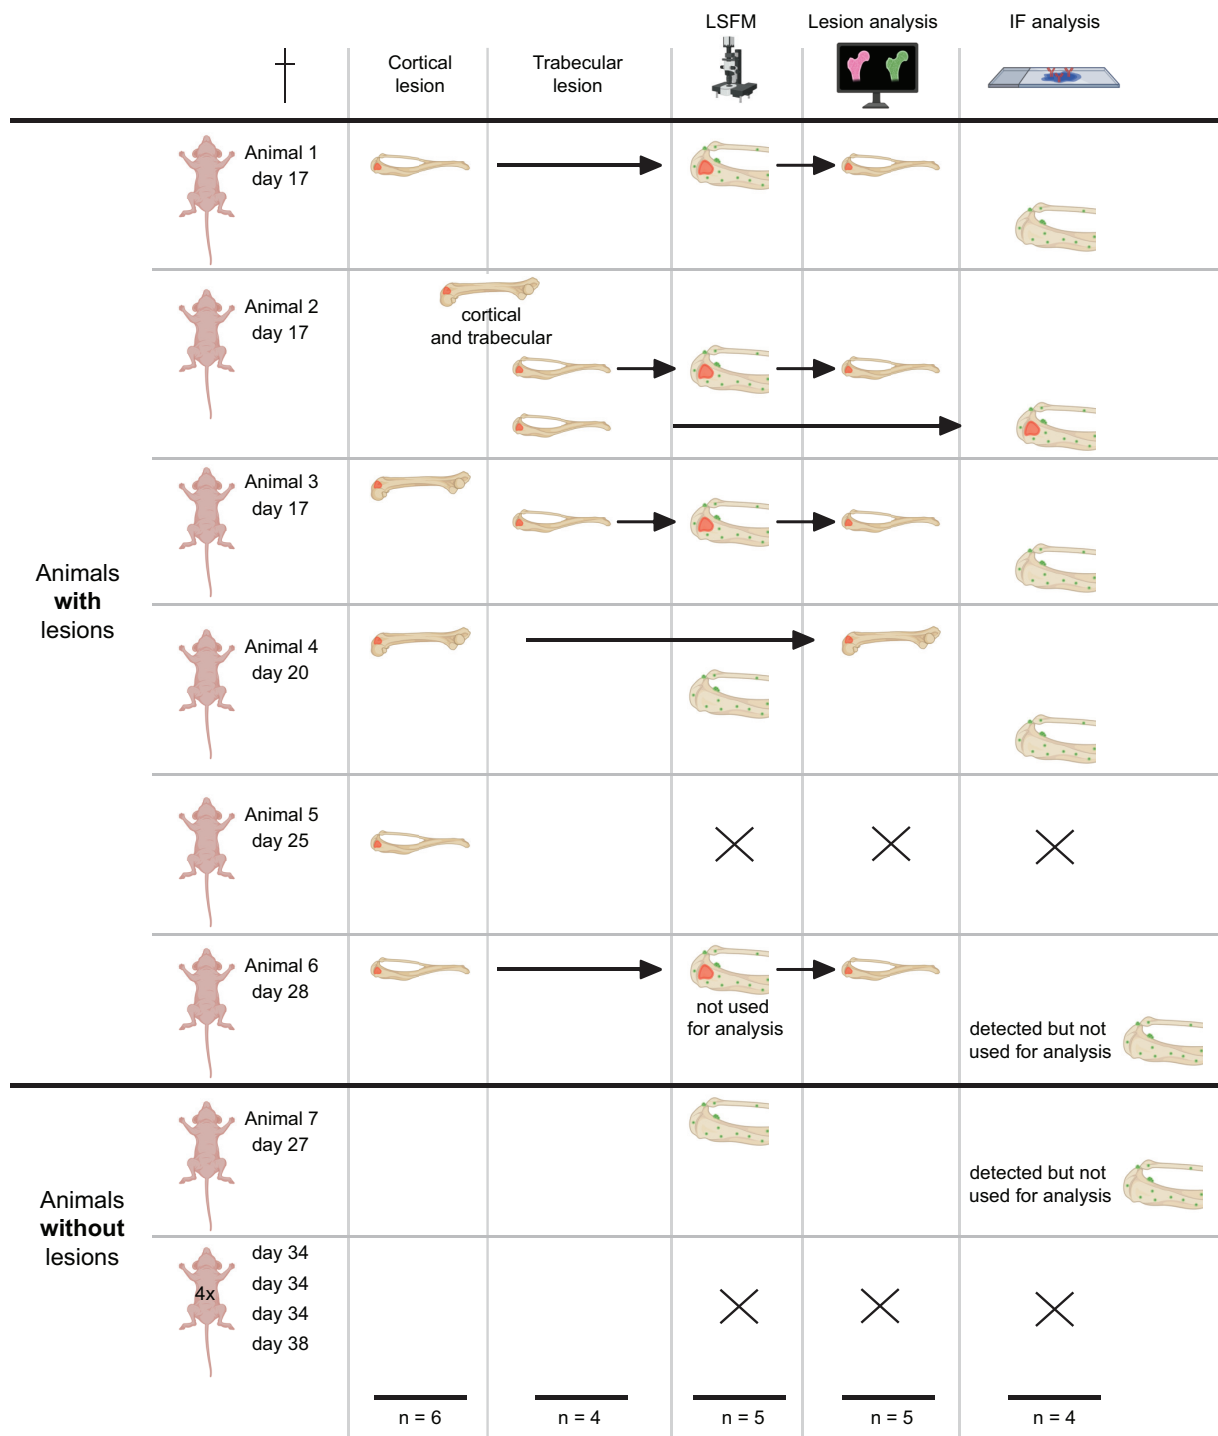 LSFM
Lesion analysis
IF analysis
Cortical
lesion
Trabecular
lesion
Animal 1
day 17
Animal 2
day 17
cortical
and trabecular
Animal 3
day 17
Animals
with
lesions
Animal 4
day 20
Animal 5
day 25
Animal 6
day 28
not used
for analysis
detected but not
used for analysis
Animal 7
day 27
detected but not
used for analysis
Animals
without
lesions
4x
day 34
day 34
day 34
day 38
n = 6
n = 4
n = 5
n = 5
n = 4